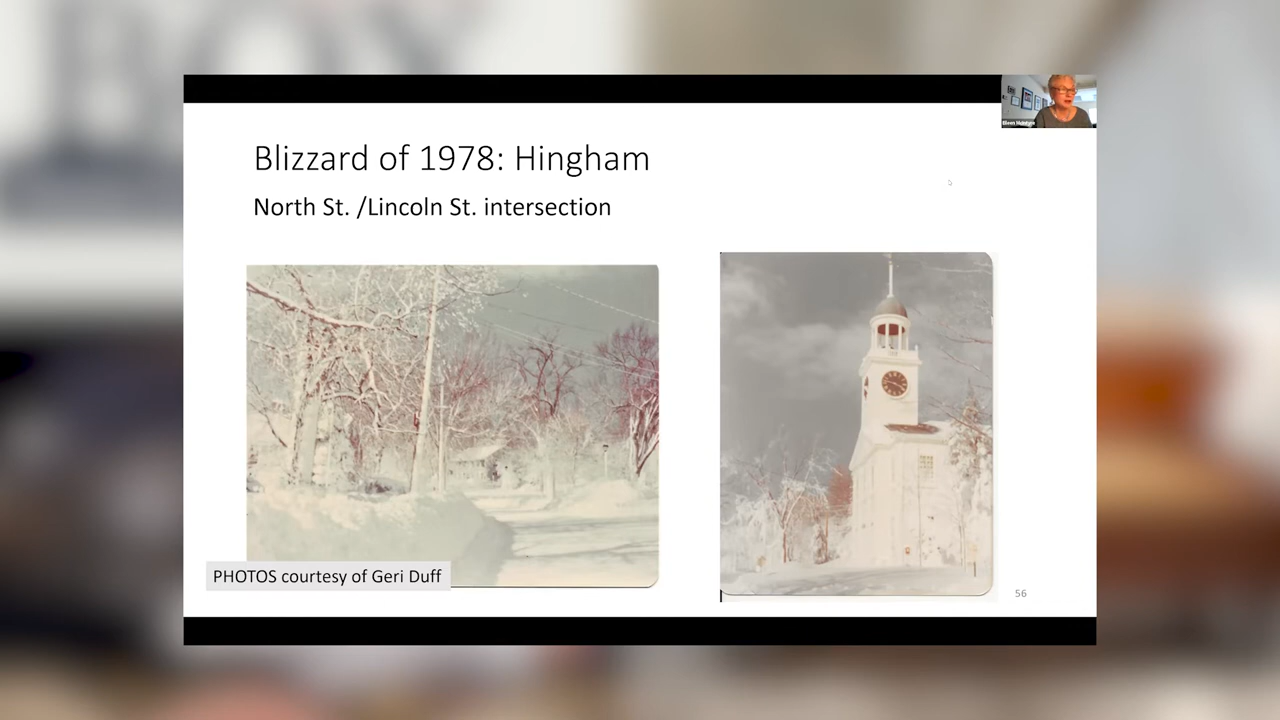 Blizzard of 1978: Hingham
North St. /Lincoln St. intersection
PHOTOS courtesy of Geri Duff
56